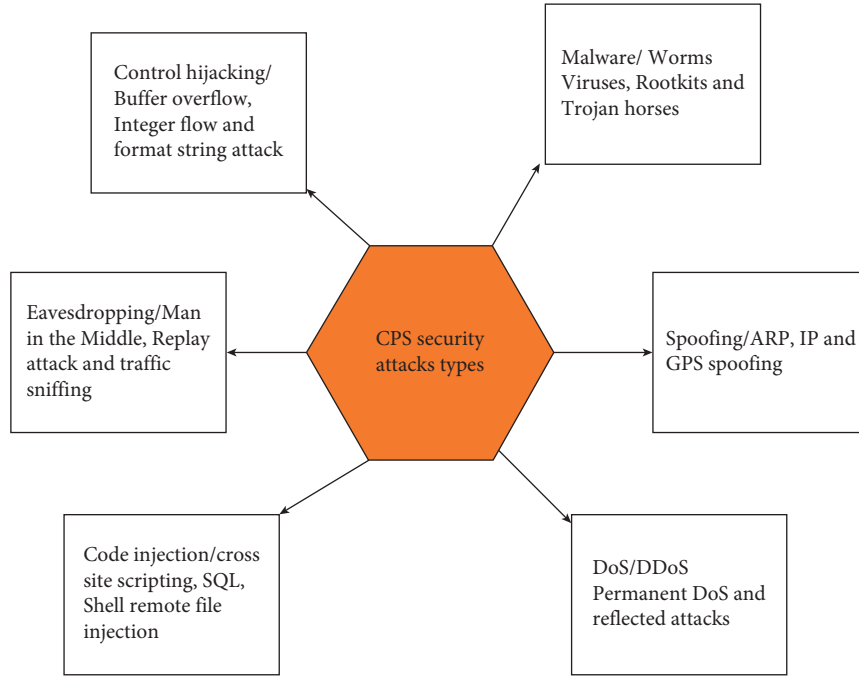 Control hijacking/
Buffer overflow,
Integer flow and
format string attack
Malware/ Worms
Viruses, Rootkits and
Trojan horses
Eavesdropping/Man
in the Middle, Replay
attack and traffic
sniffing
CPS security
attacks types
Spoofing/ARP, IP and
GPS spoofing
Code injection/cross
site scripting, SQL,
Shell remote file
injection
DoS/DDoS
Permanent DoS and
reflected attacks